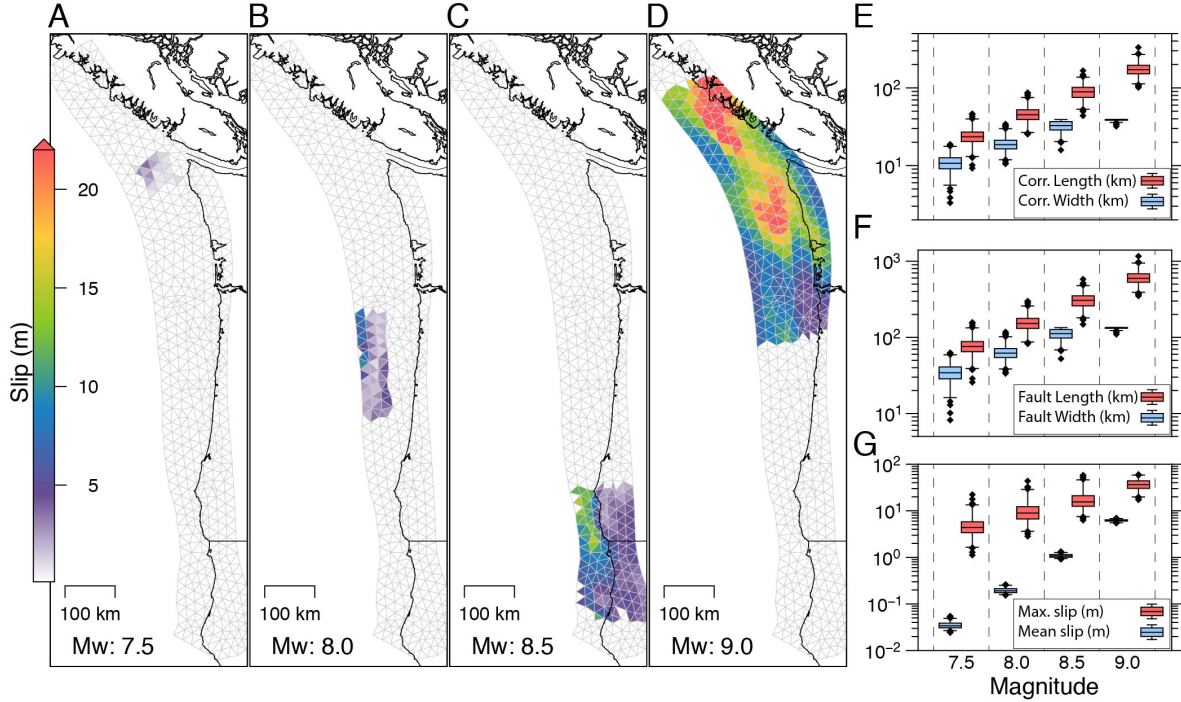 A
B
C
D
E
F
G
Slip (m)
20
15
10
5
100 km
Mw: 7.5
100 km
Mw: 8.0
100 km
Mw: 8.5
100 km
Mw: 9.0
10²
10¹
Corr. Length (km)
Corr. Width (km)
10³
10²
10¹
Fault Length (km)
Fault Width (km)
10²
10¹
10⁰
10⁻¹
10⁻²
Max. slip (m)
Mean slip (m)
7.5 8.0 8.5 9.0
Magnitude